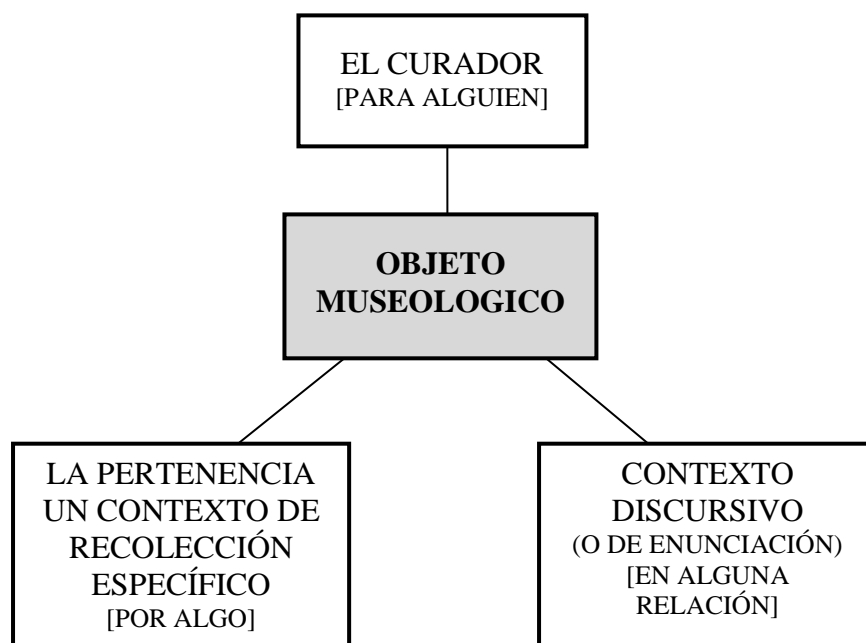 EL CURADOR
[PARA ALGUIEN]
OBJETO
MUSEOLOGICO
LA PERTENENCIA
UN CONTEXTO DE
RECOLECCIÓN
ESPECÍFICO
[POR ALGO]
CONTEXTO
DISCURSIVO
(O DE ENUNCIACIÓN)
[EN ALGUNA
RELACIÓN]